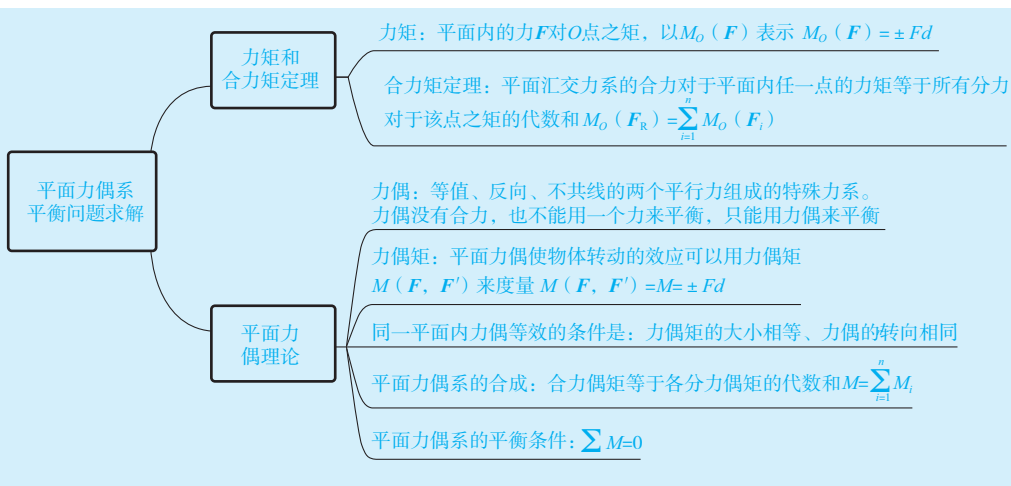 平面力偶系
平衡问题求解
力矩和
合力矩定理
力矩：平面内的力F对O点之矩，以M_O（F）表示 M_O（F）= ± Fd
合力矩定理：平面汇交力系的合力对于平面内任一点的力矩等于所有分力
对于该点之矩的代数和 M_O（F_R）=∑_{i=1}^{n} M_O（F_i）
平面力
偶理论
力偶：等值、反向、不共线的两个平行力组成的特殊力系。
力偶没有合力，也不能用一个力来平衡，只能用力偶来平衡
力偶矩：平面力偶使物体转动的效应可以用力偶矩
M（F，F′）来度量 M（F，F′）=M= ± Fd
同一平面内力偶等效的条件是：力偶矩的大小相等、力偶的转向相同
平面力偶系的合成：合力偶矩等于各分力偶矩的代数和M=∑_{i=1}^{n} M_i
平面力偶系的平衡条件：∑ M=0